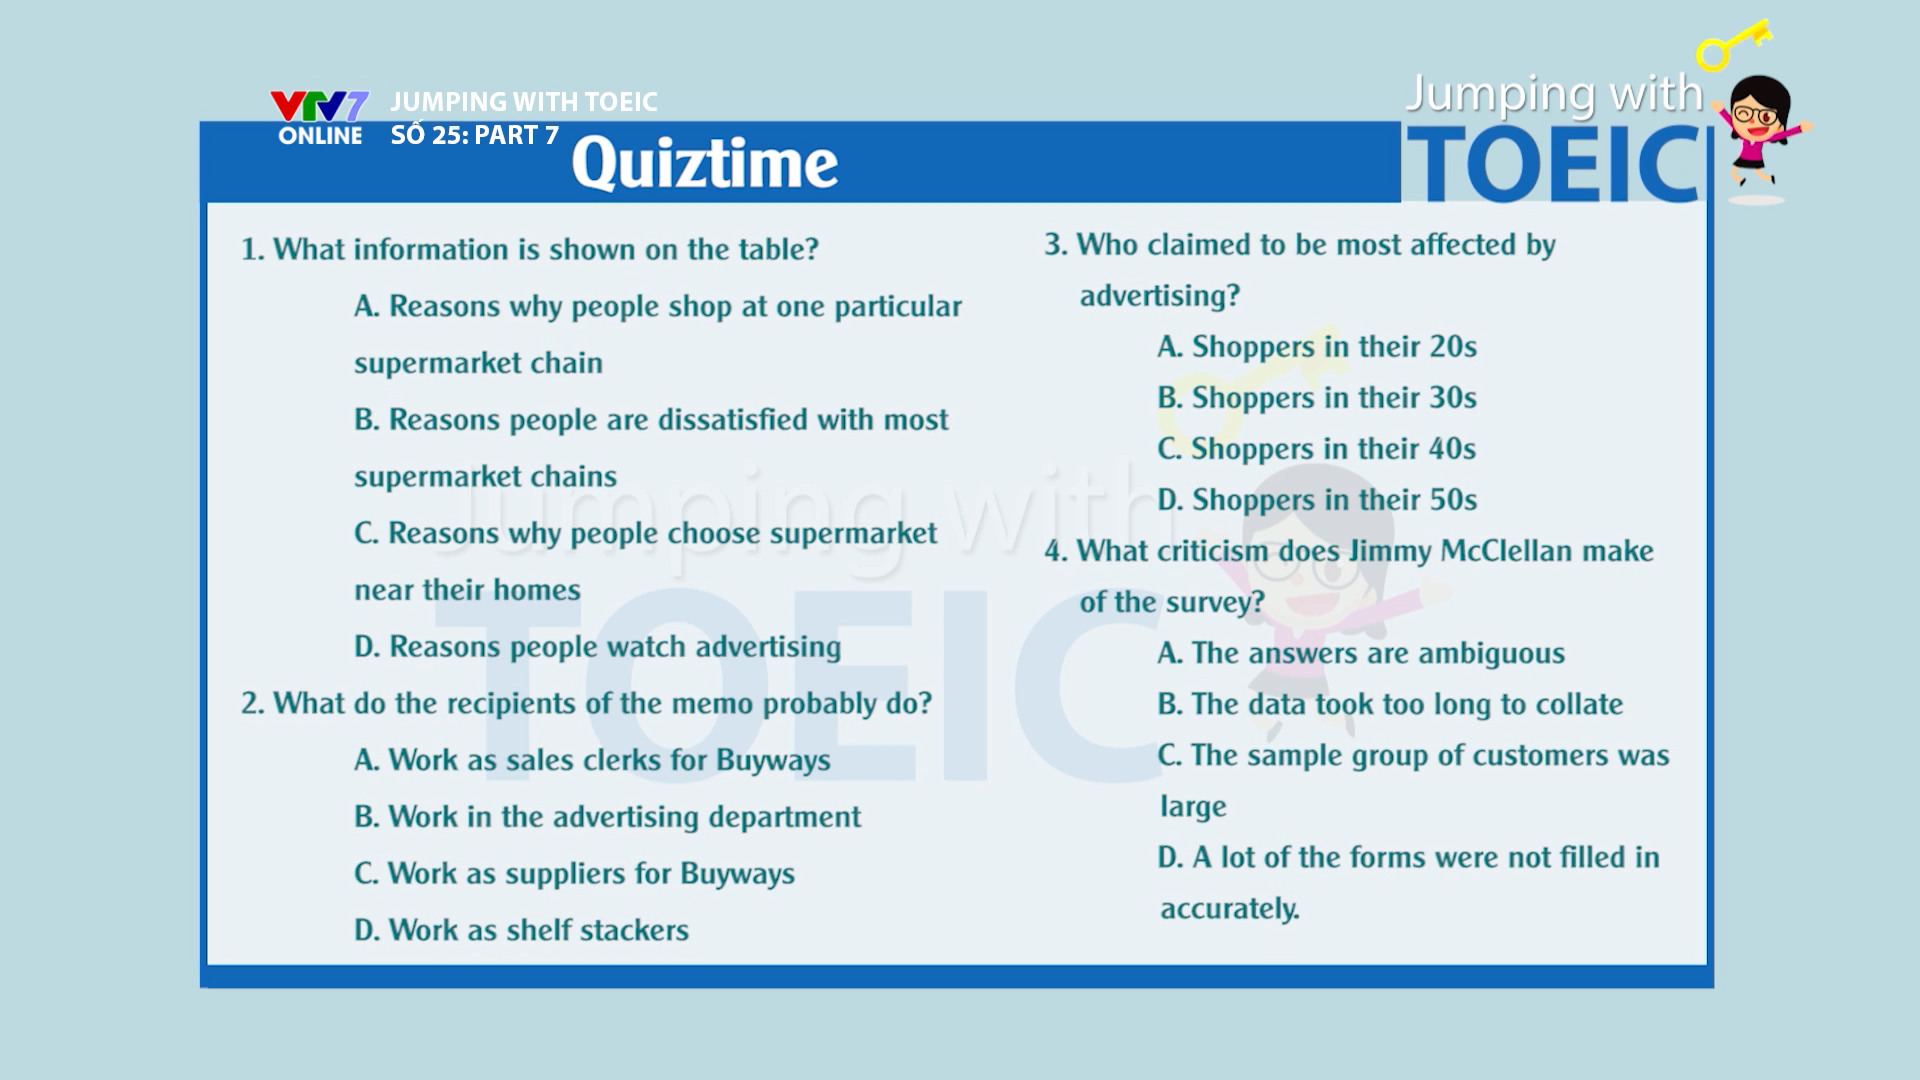 VTV7
ONLINE
JUMPING WITH TOEIC
SỐ 25: PART 7
Quiztime
Jumping with
TOEIC
1. What information is shown on the table?
A. Reasons why people shop at one particular
supermarket chain
B. Reasons people are dissatisfied with most
supermarket chains
C. Reasons why people choose supermarket
near their homes
D. Reasons people watch advertising
2. What do the recipients of the memo probably do?
A. Work as sales clerks for Buyways
B. Work in the advertising department
C. Work as suppliers for Buyways
D. Work as shelf stackers
3. Who claimed to be most affected by
advertising?
A. Shoppers in their 20s
B. Shoppers in their 30s
C. Shoppers in their 40s
D. Shoppers in their 50s
4. What criticism does Jimmy McClellan make
of the survey?
A. The answers are ambiguous
B. The data took too long to collate
C. The sample group of customers was
large
D. A lot of the forms were not filled in
accurately.
Jumping with
TOEIC